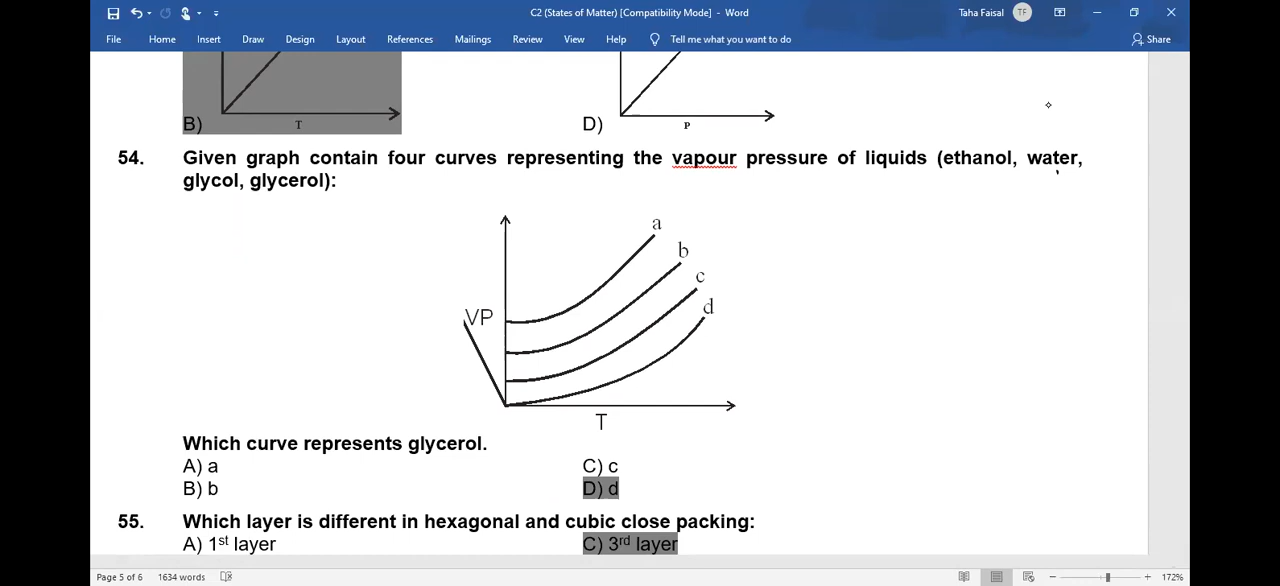 C2 (States of Matter) [Compatibility Mode] - Word
Taha Faisal TF
File Home Insert Draw Design Layout References Mailings Review View Help Tell me what you want to do Share
B) T D) P
54. Given graph contain four curves representing the vapour pressure of liquids (ethanol, water,
glycol, glycerol):
a
b
c
d
VP
T
Which curve represents glycerol.
A) a C) c
B) b D) d
55. Which layer is different in hexagonal and cubic close packing:
A) 1st layer C) 3rd layer
Page 5 of 6 1634 words 172%